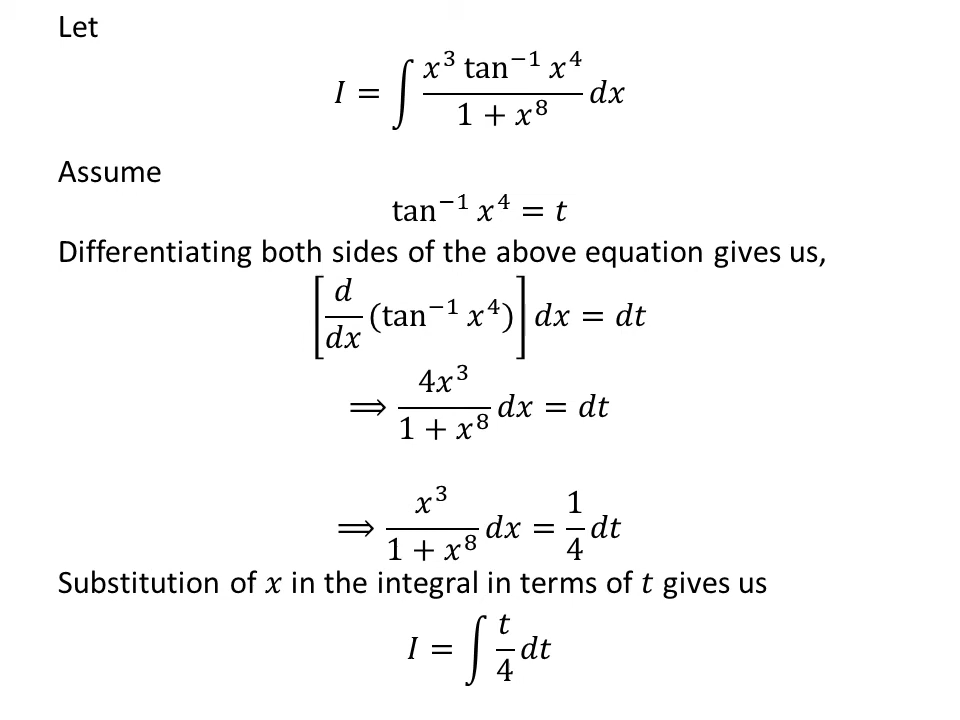 Let
I = ∫ x³ tan⁻¹ x⁴ / 1 + x⁸ dx
Assume
tan⁻¹ x⁴ = t
Differentiating both sides of the above equation gives us,
[d/dx (tan⁻¹ x⁴)] dx = dt
⟹ 4x³ / 1 + x⁸ dx = dt
⟹ x³ / 1 + x⁸ dx = 1/4 dt
Substitution of x in the integral in terms of t gives us
I = ∫ t/4 dt